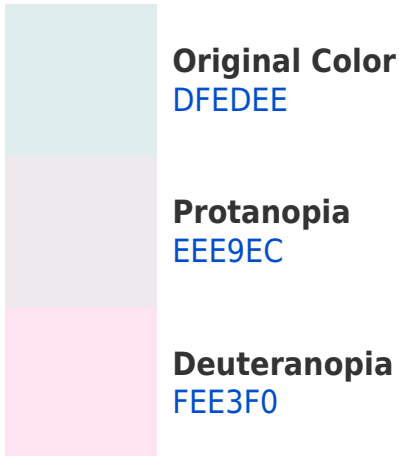 Original Color
DFEDEE
Protanopia
EEE9EC
Deuteranopia
FEE3F0